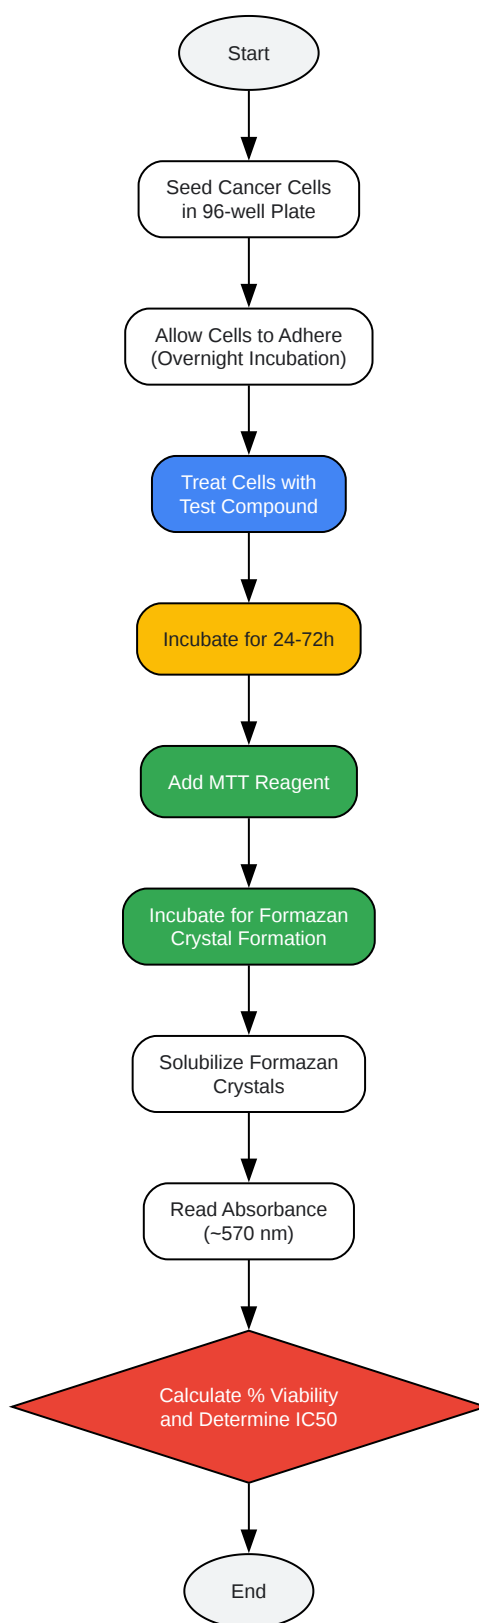 Start
Seed Cancer Cells
in 96-well Plate
Allow Cells to Adhere
(Overnight Incubation)
Treat Cells with
Test Compound
Incubate for 24-72h
Add MTT Reagent
Incubate for Formazan
Crystal Formation
Solubilize Formazan
Crystals
Read Absorbance
(~570 nm)
Calculate % Viability
and Determine IC50
End